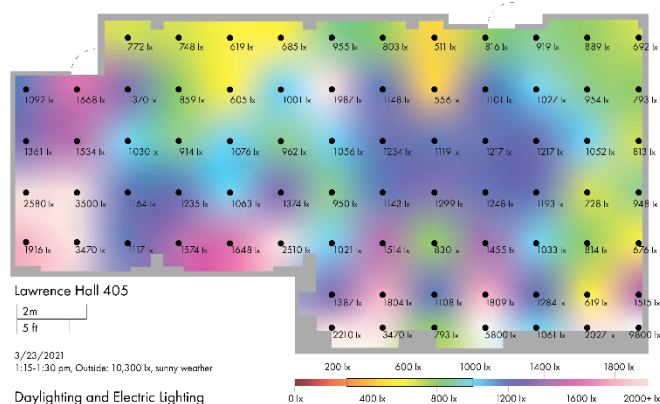 772 lx 748 lx 619 lx 685 lx 955 lx 803 lx 511 lx 816 lx 919 lx 889 lx 692 lx
1092 lx 1668 lx 1370 x 859 lx 605 lx 1001 lx 1987 lx 1148 lx 556 x 1101 lx 1027 lx 954 lx 793 lx
1361 lx 1534 lx 1030 lx 914 lx 1076 lx 962 lx 1056 lx 1234 lx 1119 x 1217 lx 1217 lx 1052 lx 813 lx
2580 lx 3500 lx 1164 lx 1235 lx 1063 lx 1374 lx 950 lx 1143 lx 1299 lx 1248 lx 1193 lx 728 lx 948 lx
1916 lx 3470 lx 1117 lx 1574 lx 1648 lx 2510 lx 1021 lx 1514 lx 830 x 1455 lx 1033 lx 814 lx 676 lx
1387 lx 1804 lx 1108 lx 1809 lx 1284 x 619 lx 1515 lx
2210 lx 3470 lx 793 lx 5800 lx 1061 lx 2027 lx 9800 lx
Lawrence Hall 405
2m
5 ft
3/23/2021
1:15-1:30 pm, Outside: 10,300 lx, sunny weather
Daylighting and Electric Lighting
200 lx 600 lx 1000 lx 1400 lx 1800 lx
0 lx 400 lx 800 lx 1200 lx 1600 lx 2000+ lx